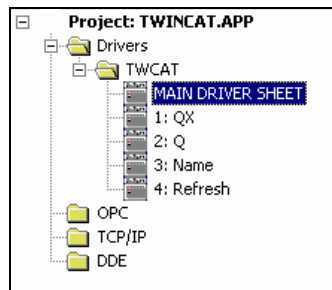 Project: TWINCAT.APP
Drivers
TWCAT
MAIN DRIVER SHEET
1: QX
2: Q
3: Name
4: Refresh
OPC
TCP/IP
DDE